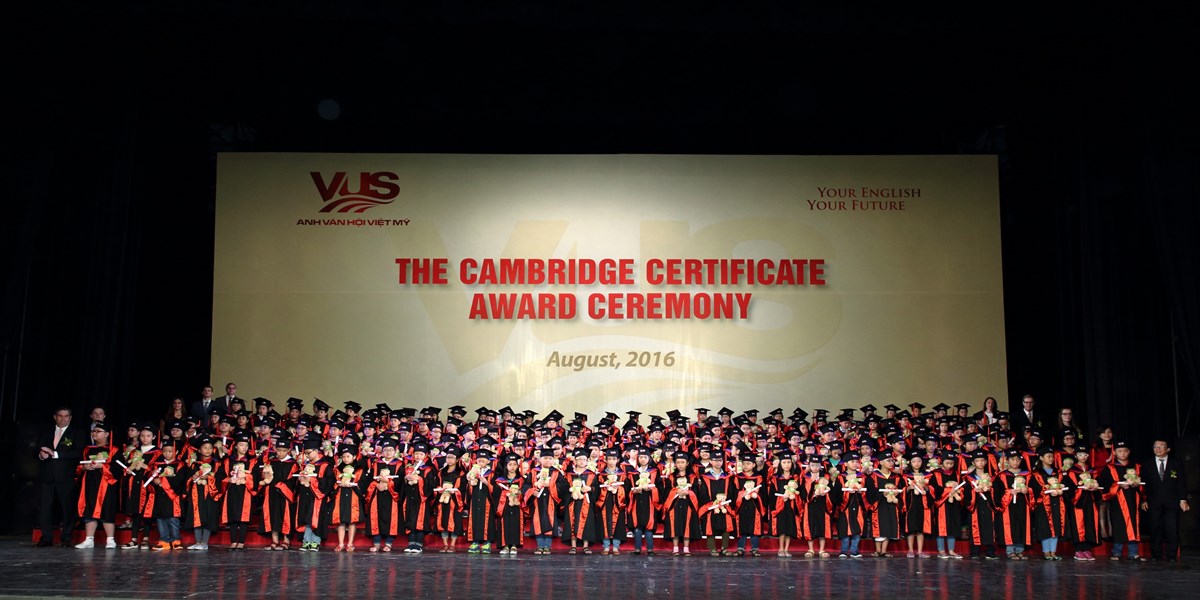 VUS
ANH VĂN HỘI VIỆT MỸ
YOUR ENGLISH
YOUR FUTURE
THE CAMBRIDGE CERTIFICATE
AWARD CEREMONY
August, 2016